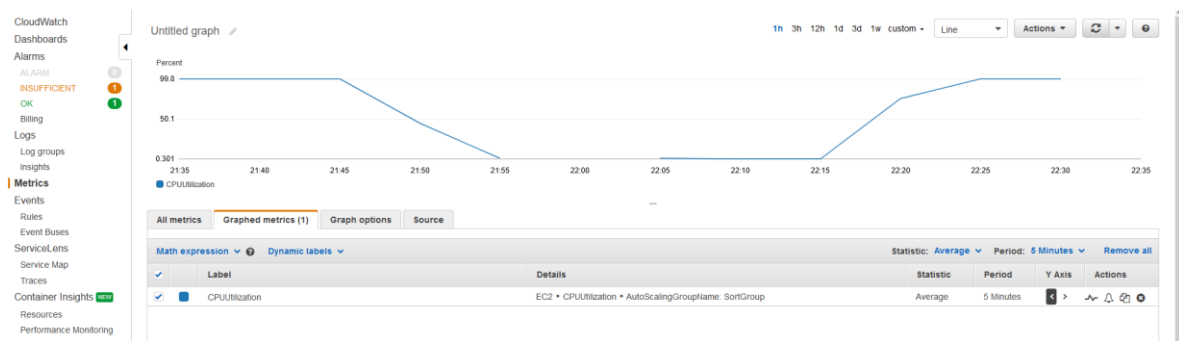 CloudWatch
Dashboards
Alarms
ALARM
INSUFFICIENT 1
OK 1
Billing
Logs
Log groups
Insights
Metrics
Events
Rules
Event Buses
ServiceLens
Service Map
Traces
Container Insights NEW
Resources
Performance Monitoring
Untitled graph
1h 3h 12h 1d 3d 1w custom
Line
Actions
Percent
99.8
50.1
0.301
21:35 21:40 21:45 21:50 21:55 22:00 22:05 22:10 22:15 22:20 22:25 22:30 22:35
CPUUtilization
All metrics Graphed metrics (1) Graph options Source
Math expression Dynamic labels Statistic: Average Period: 5 Minutes Remove all
Label Details Statistic Period Y Axis Actions
CPUUtilization EC2 • CPUUtilization • AutoScalingGroupName: SortGroup Average 5 Minutes < >